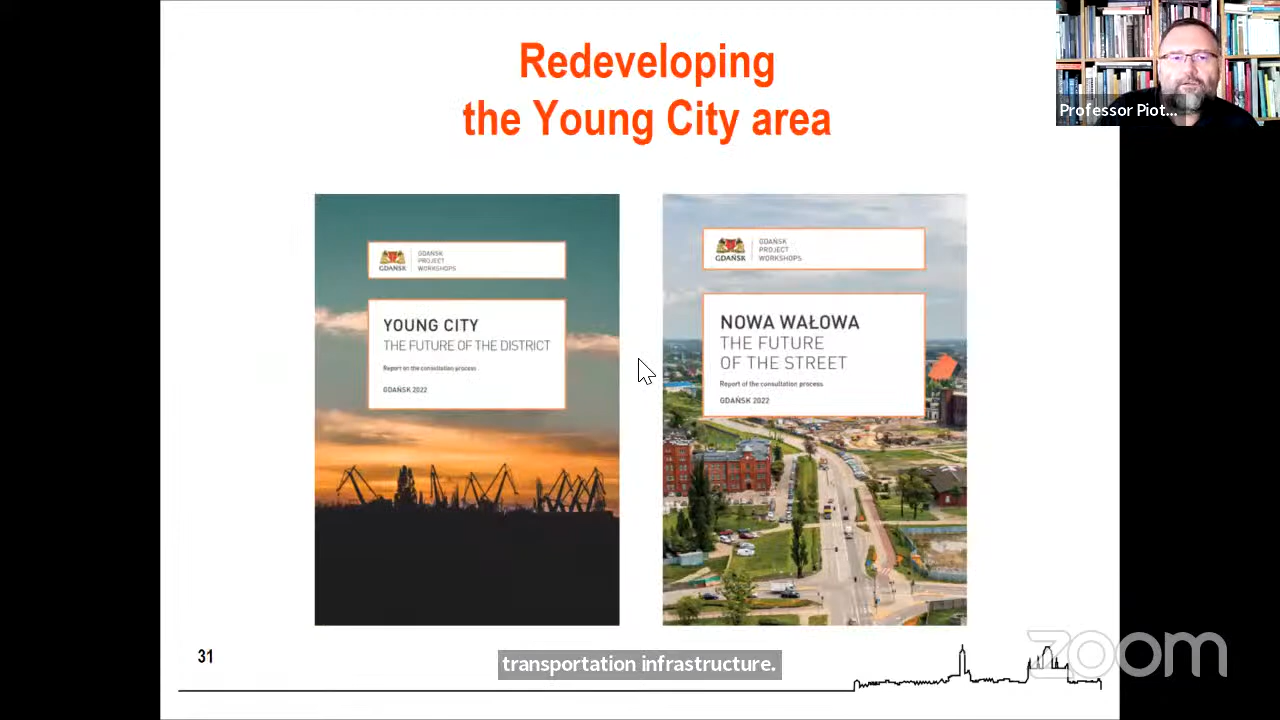 Redeveloping
the Young City area
Professor Piot...
GDAŃSK
GDAŃSK
PROJECT
WORKSHOPS
YOUNG CITY
THE FUTURE OF THE DISTRICT
Report on the consultation process
GDAŃSK 2022
GDAŃSK
GDAŃSK
PROJECT
WORKSHOPS
NOWA WAŁOWA
THE FUTURE
OF THE STREET
Report of the consultation process
GDAŃSK 2022
31
transportation infrastructure.
zoom